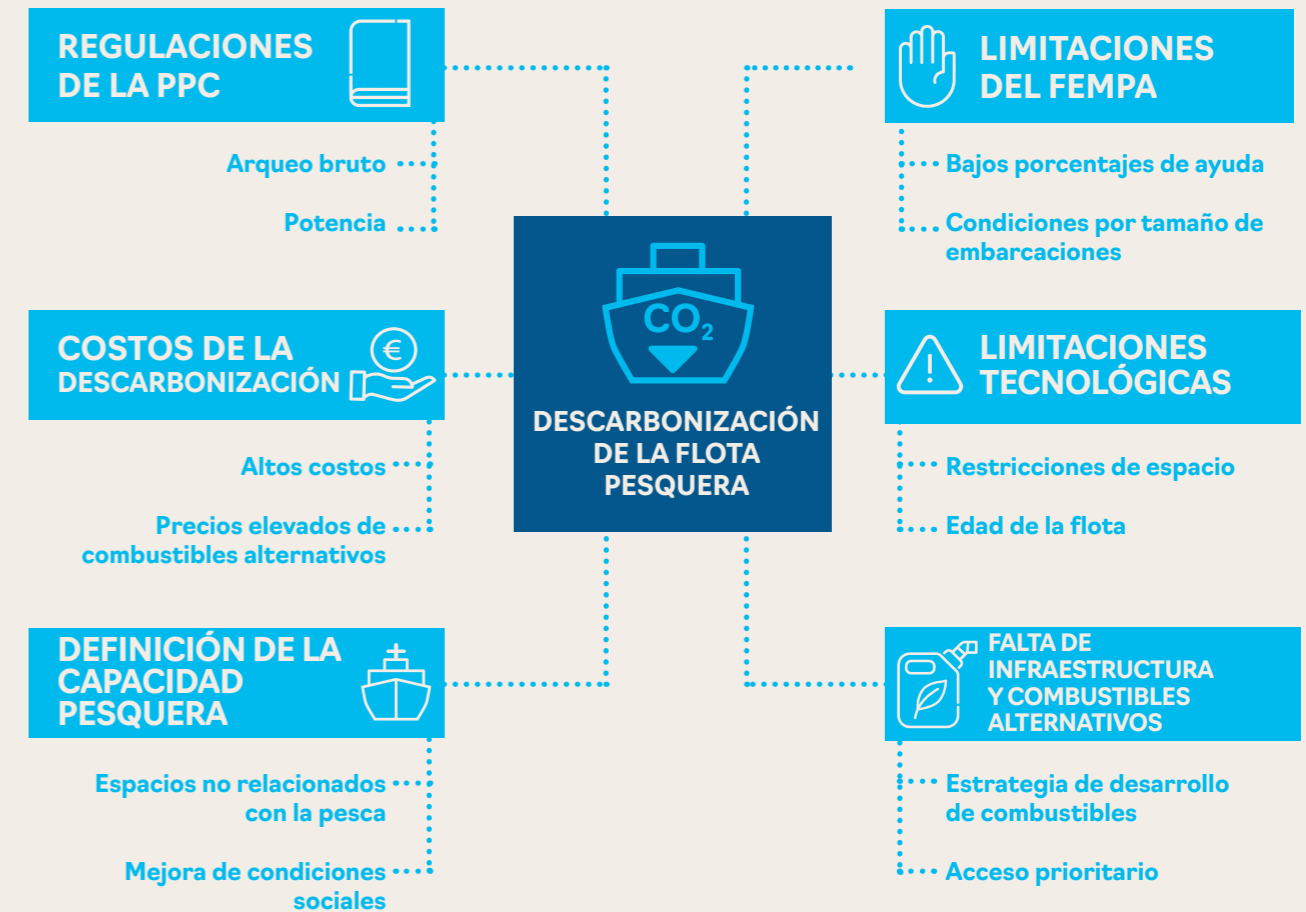 REGULACIONES
DE LA PPC
Arqueo bruto
Potencia
COSTOS DE LA
DESCARBONIZACIÓN
€
Altos costos
Precios elevados de
combustibles alternativos
DEFINICIÓN DE LA
CAPACIDAD
PESQUERA
Espacios no relacionados
con la pesca
Mejora de condiciones
sociales
CO₂
DESCARBONIZACIÓN
DE LA FLOTA
PESQUERA
LIMITACIONES
DEL FEMPA
Bajos porcentajes de ayuda
Condiciones por tamaño de
embarcaciones
LIMITACIONES
TECNOLÓGICAS
Restricciones de espacio
Edad de la flota
FALTA DE
INFRAESTRUCTURA
Y COMBUSTIBLES
ALTERNATIVOS
Estrategia de desarrollo
de combustibles
Acceso prioritario